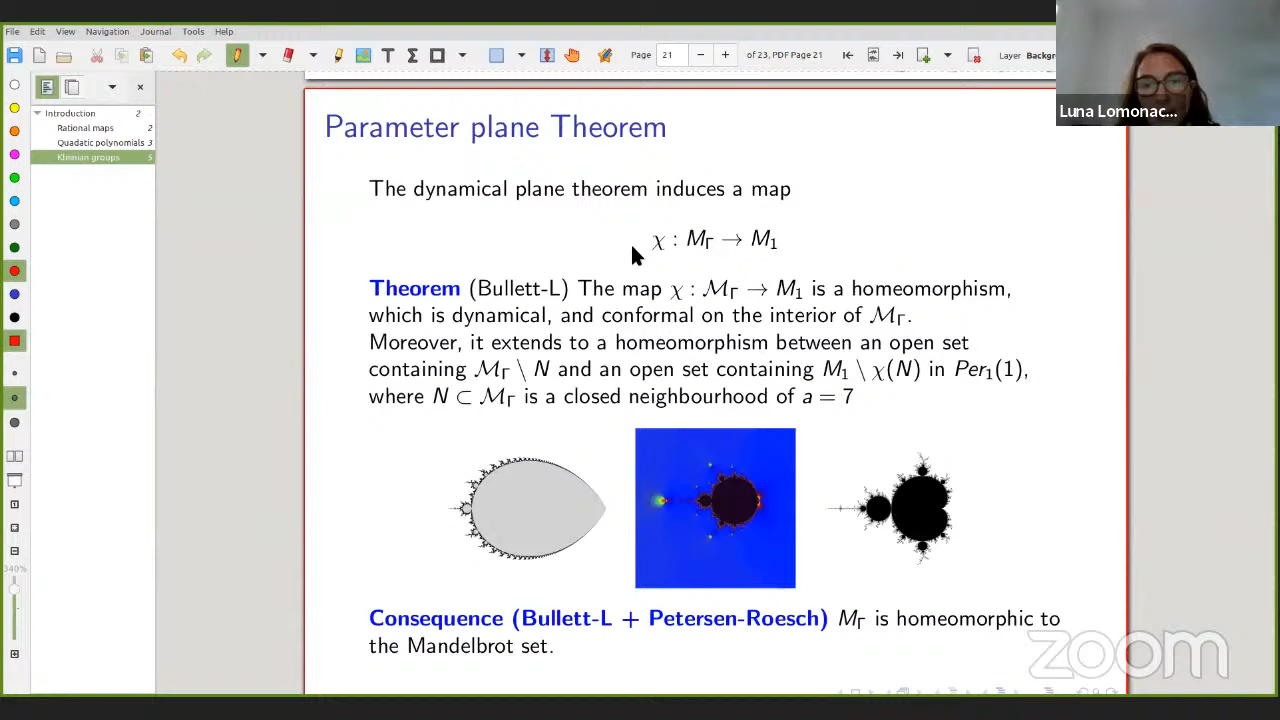 File Edit View Navigation Journal Tools Help
Page 21 of 23, PDF Page 21 Layer Backgr
Luna Lomonac...
Introduction 2
Rational maps 2
Quadatic polynomials 3
Kleinian groups 5
340%
Parameter plane Theorem
The dynamical plane theorem induces a map
χ : M_Γ → M_1
Theorem (Bullett-L) The map χ : ℳ_Γ → M_1 is a homeomorphism,
which is dynamical, and conformal on the interior of ℳ_Γ.
Moreover, it extends to a homeomorphism between an open set
containing ℳ_Γ \ N and an open set containing M_1 \ χ(N) in Per_1(1),
where N ⊂ ℳ_Γ is a closed neighbourhood of a = 7
Consequence (Bullett-L + Petersen-Roesch) M_Γ is homeomorphic to
the Mandelbrot set.
zoom